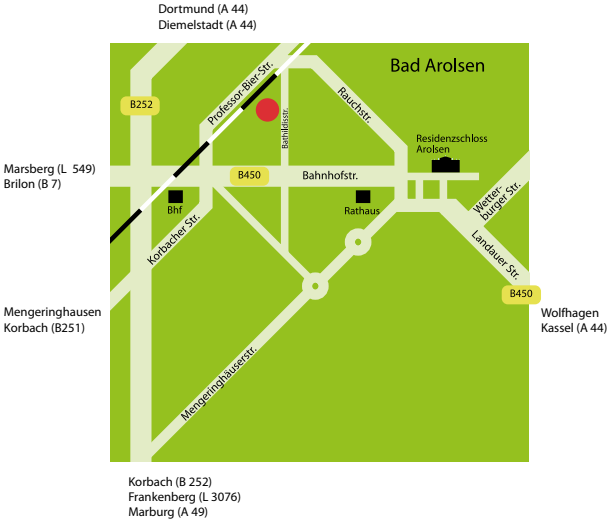 Dortmund (A 44)
Diemelstadt (A 44)
Bad Arolsen
Professor-Bier-Str.
B252
Rauchstr.
Bathildisstr.
Residenzschloss
Arolsen
Marsberg (L 549)
Brilon (B 7)
B450
Bahnhofstr.
Bhf
Rathaus
Wetter-
burger Str.
Korbacher Str.
Landauer Str.
B450
Mengeringhausen
Korbach (B251)
Wolfhagen
Kassel (A 44)
Mengeringhäuserstr.
Korbach (B 252)
Frankenberg (L 3076)
Marburg (A 49)